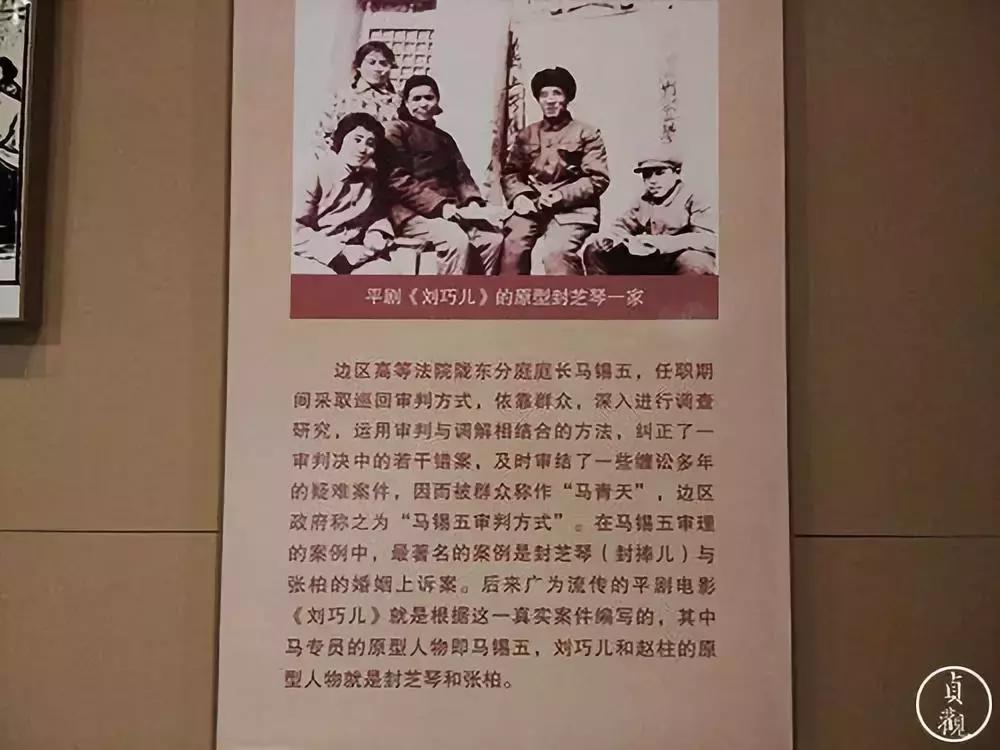 平剧《刘巧儿》的原型封芝琴一家
边区高等法院陇东分庭庭长马锡五，任职期
间采取巡回审判方式，依靠群众，深入进行调查
研究，运用审判与调解相结合的方法，纠正了一
审判决中的若干错案，及时审结了一些缠讼多年
的疑难案件，因而被群众称作“马青天”，边区
政府称之为“马锡五审判方式”。在马锡五审理
的案例中，最著名的案例是封芝琴（封捧儿）与
张柏的婚姻上诉案。后来广为流传的平剧电影
《刘巧儿》就是根据这一真实案件编写的，其中
马专员的原型人物即马锡五，刘巧儿和赵柱的原
型人物就是封芝琴和张柏。
貞觀